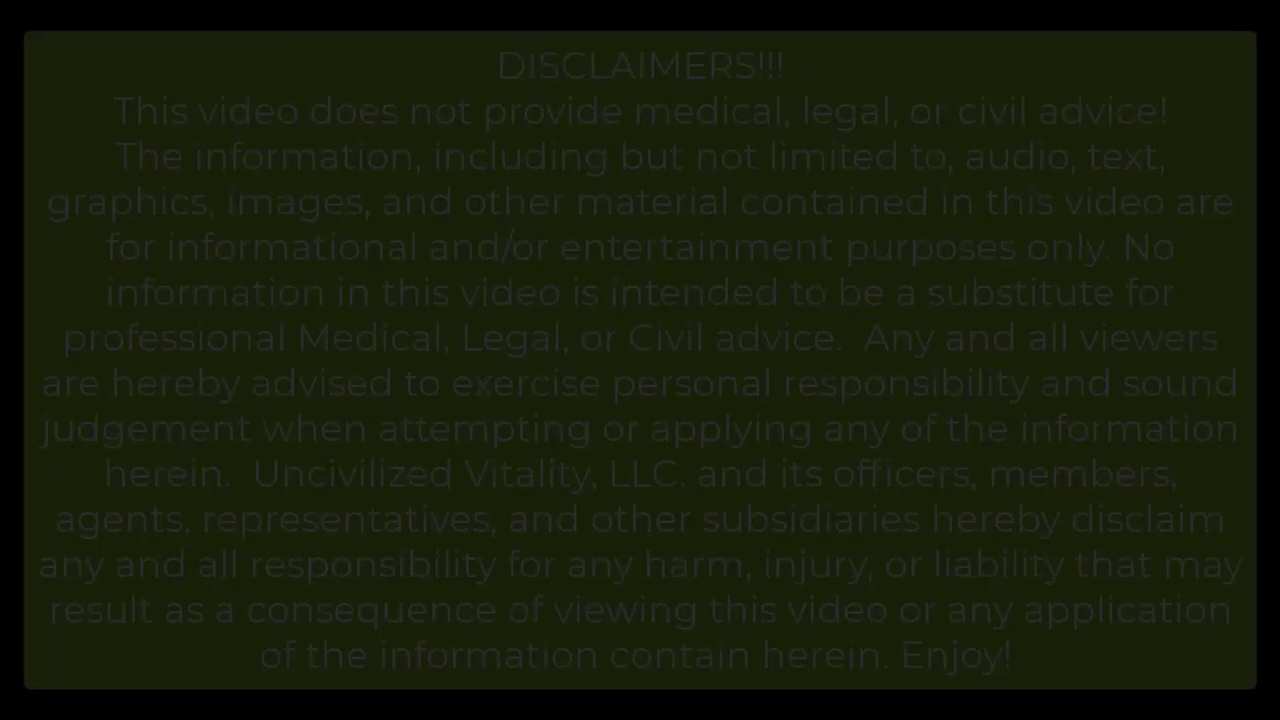 DISCLAIMERS!!!
This video does not provide medical, legal, or civil advice!
The information, including but not limited to, audio, text,
graphics, images, and other material contained in this video are
for informational and/or entertainment purposes only. No
information in this video is intended to be a substitute for
professional Medical, Legal, or Civil advice.  Any and all viewers
are hereby advised to exercise personal responsibility and sound
judgement when attempting or applying any of the information
herein.  Uncivilized Vitality, LLC. and its officers, members,
agents, representatives, and other subsidiaries hereby disclaim
any and all responsibility for any harm, injury, or liability that may
result as a consequence of viewing this video or any application
of the information contain herein. Enjoy!